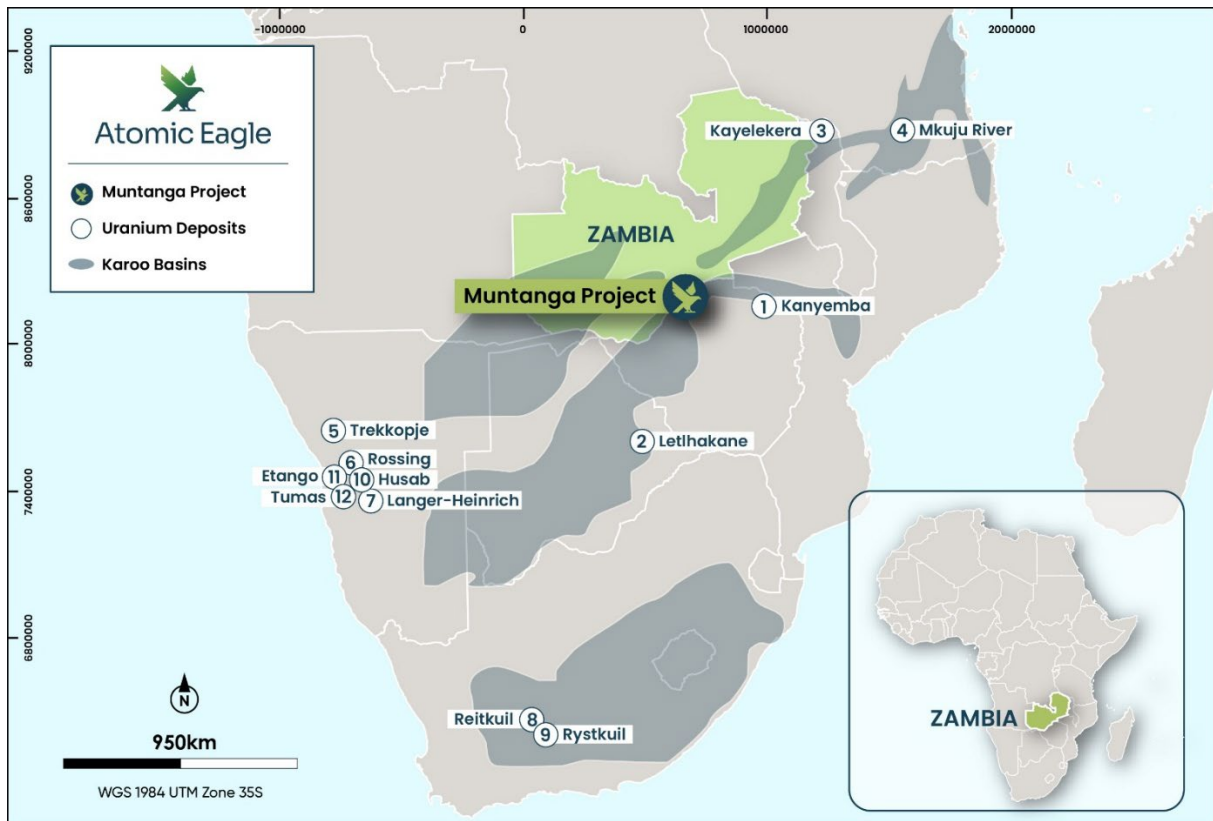 -1000000
0
1000000
2000000
9200000
8600000
8000000
7400000
6800000
Atomic Eagle
Muntanga Project
Uranium Deposits
Karoo Basins
Kayelekera 3
4 Mkuju River
ZAMBIA
Muntanga Project
1 Kanyemba
5 Trekkopje
2 Letlhakane
6 Rossing
Etango 11
10 Husab
Tumas 12
7 Langer-Heinrich
Reitkuil 8
9 Rystkuil
N
950km
WGS 1984 UTM Zone 35S
ZAMBIA